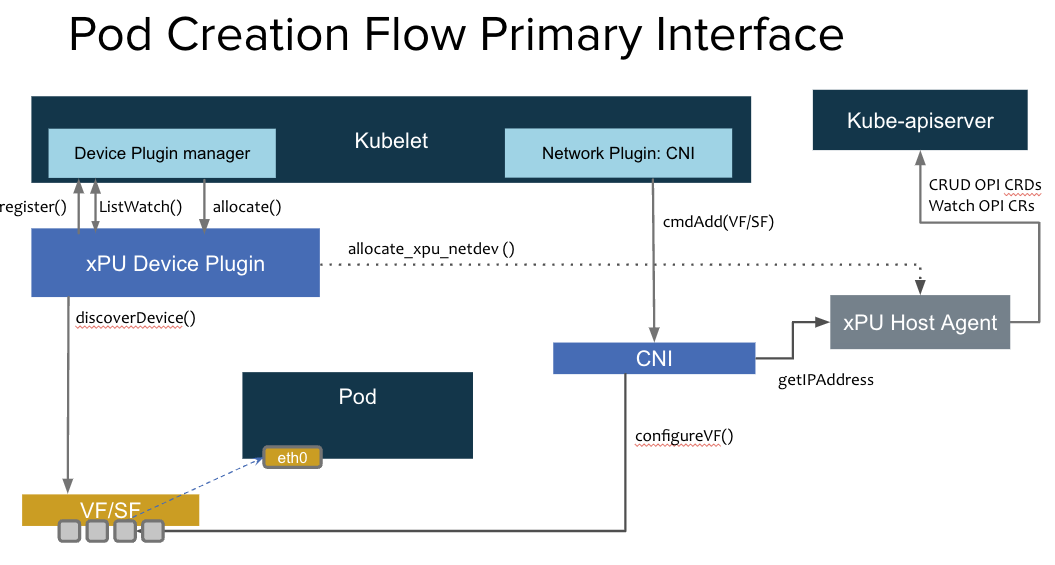 Pod Creation Flow Primary Interface
Kubelet
Device Plugin manager
Network Plugin: CNI
Kube-apiserver
register()
ListWatch()
allocate()
cmdAdd(VF/SF)
CRUD OPI CRDs
Watch OPI CRs
xPU Device Plugin
allocate_xpu_netdev ()
discoverDevice()
xPU Host Agent
CNI
getIPAddress
Pod
eth0
configureVF()
VF/SF